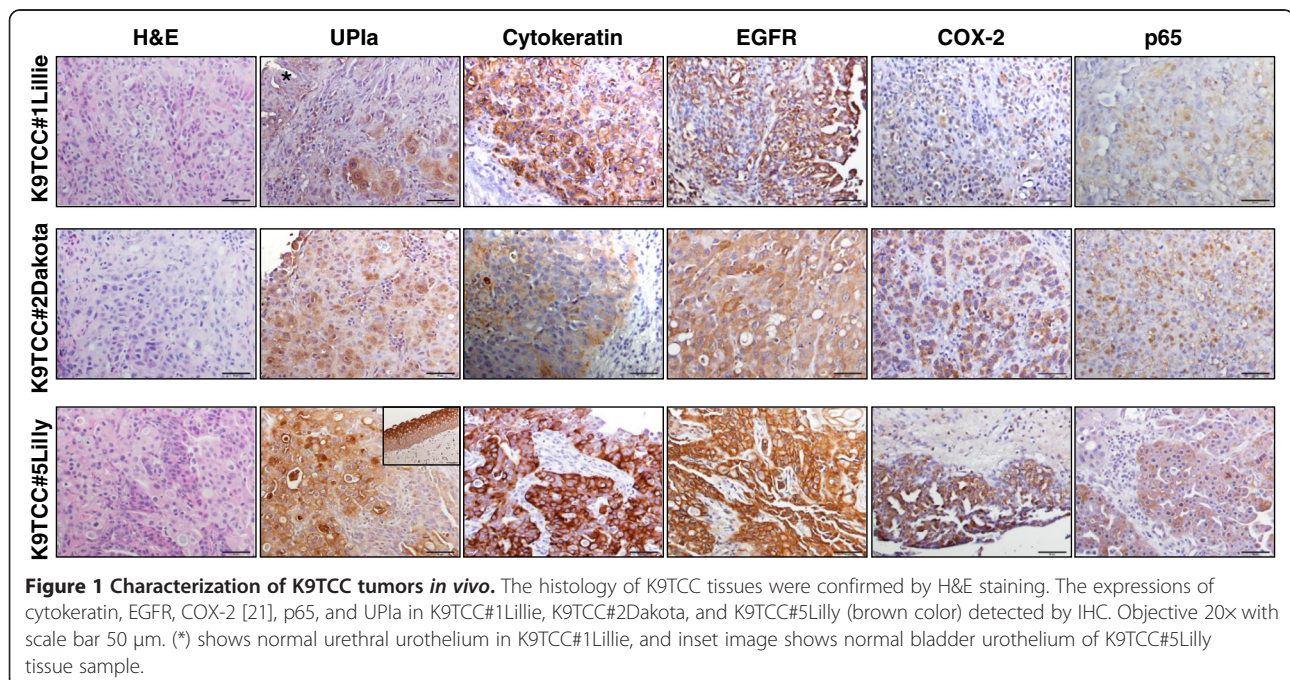 H&E UPIa Cytokeratin EGFR COX-2 p65
K9TCC#1Lillie
*
K9TCC#2Dakota
K9TCC#5Lilly
Figure 1 Characterization of K9TCC tumors in vivo. The histology of K9TCC tissues were confirmed by H&E staining. The expressions of
cytokeratin, EGFR, COX-2 [21], p65, and UPIa in K9TCC#1Lillie, K9TCC#2Dakota, and K9TCC#5Lilly (brown color) detected by IHC. Objective 20× with
scale bar 50 μm. (*) shows normal urethral urothelium in K9TCC#1Lillie, and inset image shows normal bladder urothelium of K9TCC#5Lilly
tissue sample.